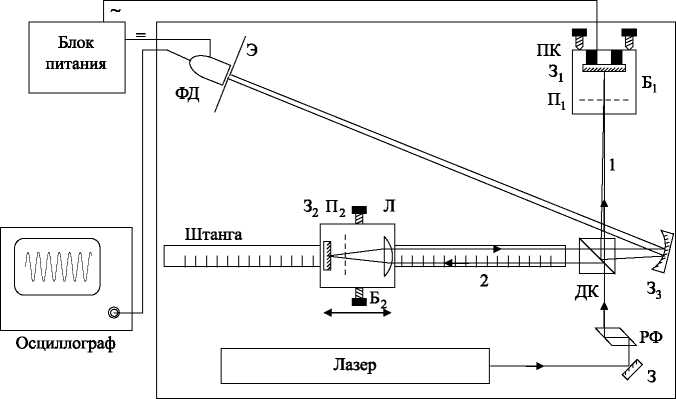 ~
Блок
питания
=
Э
ФД
ПК
З₁
Б₁
П₁
1
З₂ П₂ Л
Штанга
2
Б₂
ДК
З₃
Осциллограф
Лазер
РФ
З